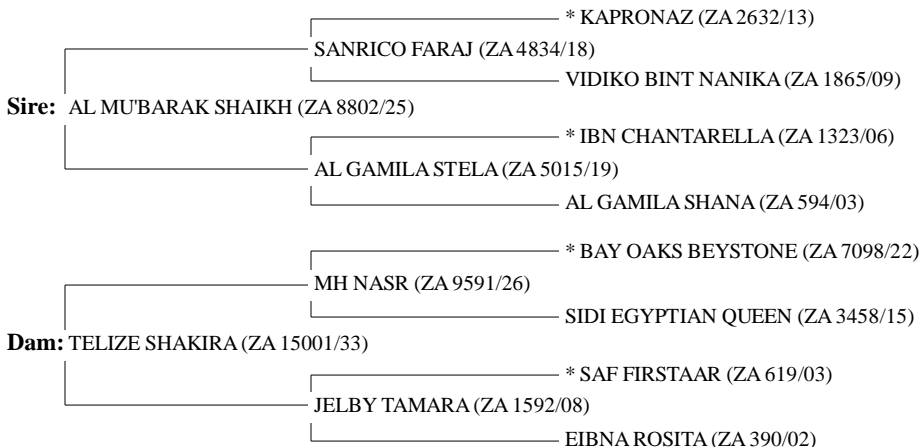 * KAPRONAZ (ZA 2632/13)
SANRICO FARAJ (ZA 4834/18)
VIDIKO BINT NANIKA (ZA 1865/09)
Sire: AL MU'BARAK SHAIKH (ZA 8802/25)
* IBN CHANTARELLA (ZA 1323/06)
AL GAMILA STELA (ZA 5015/19)
AL GAMILA SHANA (ZA 594/03)
* BAY OAKS BEYSTONE (ZA 7098/22)
MH NASR (ZA 9591/26)
SIDI EGYPTIAN QUEEN (ZA 3458/15)
Dam: TELIZE SHAKIRA (ZA 15001/33)
* SAF FIRSTAAR (ZA 619/03)
JELBY TAMARA (ZA 1592/08)
EIBNA ROSITA (ZA 390/02)